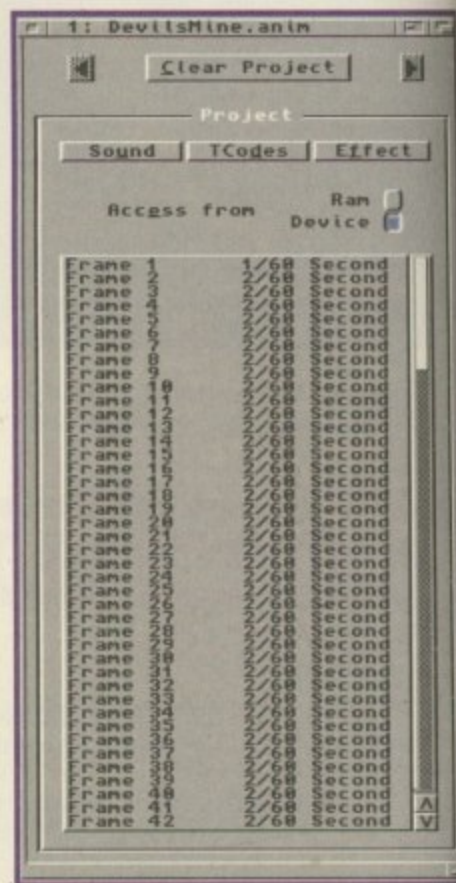 1: DevilsMine.anim
Clear Project
Project
Sound TCodes Effect
Access from Ram
Device
Frame 1 1/60 Second
Frame 2 2/60 Second
Frame 3 2/60 Second
Frame 4 2/60 Second
Frame 5 2/60 Second
Frame 6 2/60 Second
Frame 7 2/60 Second
Frame 8 2/60 Second
Frame 9 2/60 Second
Frame 10 2/60 Second
Frame 11 2/60 Second
Frame 12 2/60 Second
Frame 13 2/60 Second
Frame 14 2/60 Second
Frame 15 2/60 Second
Frame 16 2/60 Second
Frame 17 2/60 Second
Frame 18 2/60 Second
Frame 19 2/60 Second
Frame 20 2/60 Second
Frame 21 2/60 Second
Frame 22 2/60 Second
Frame 23 2/60 Second
Frame 24 2/60 Second
Frame 25 2/60 Second
Frame 26 2/60 Second
Frame 27 2/60 Second
Frame 28 2/60 Second
Frame 29 2/60 Second
Frame 30 2/60 Second
Frame 31 2/60 Second
Frame 32 2/60 Second
Frame 33 2/60 Second
Frame 34 2/60 Second
Frame 35 2/60 Second
Frame 36 2/60 Second
Frame 37 2/60 Second
Frame 38 2/60 Second
Frame 39 2/60 Second
Frame 40 2/60 Second
Frame 41 2/60 Second
Frame 42 2/60 Second